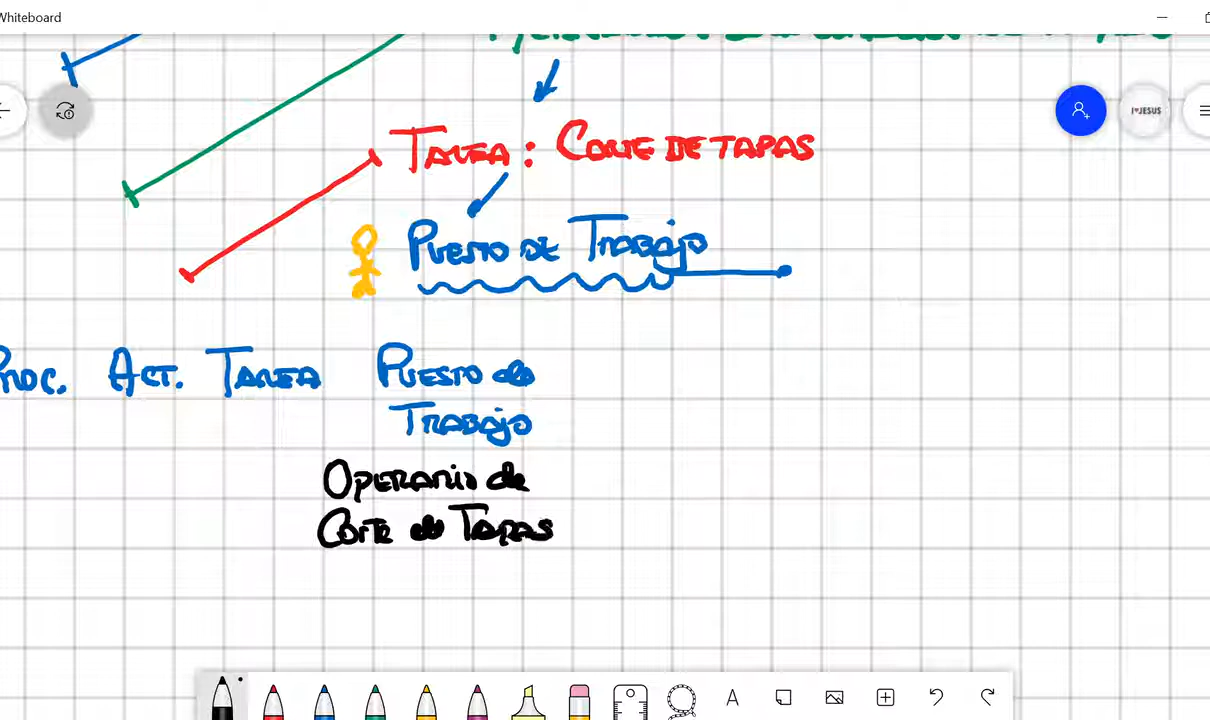 Whiteboard
I♥JESUS
TAREA : CORTE DE TAPAS
PUESTO DE TRABAJO
PROC. ACT. TAREA PUESTO de
TRABAJO
OPERARIO de
CORTE de TAPAS
A